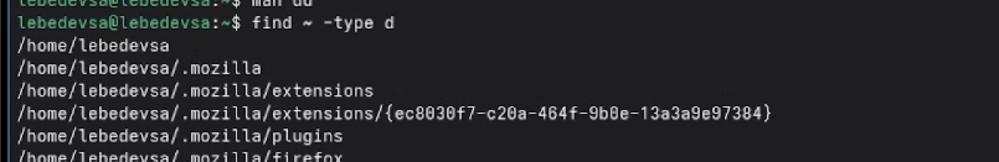 lebedevsa@lebedevsa:~$ man dd
lebedevsa@lebedevsa:~$ find ~ -type d
/home/lebedevsa
/home/lebedevsa/.mozilla
/home/lebedevsa/.mozilla/extensions
/home/lebedevsa/.mozilla/extensions/{ec8030f7-c20a-464f-9b0e-13a3a9e97384}
/home/lebedevsa/.mozilla/plugins
/home/lebedevsa/.mozilla/firefox